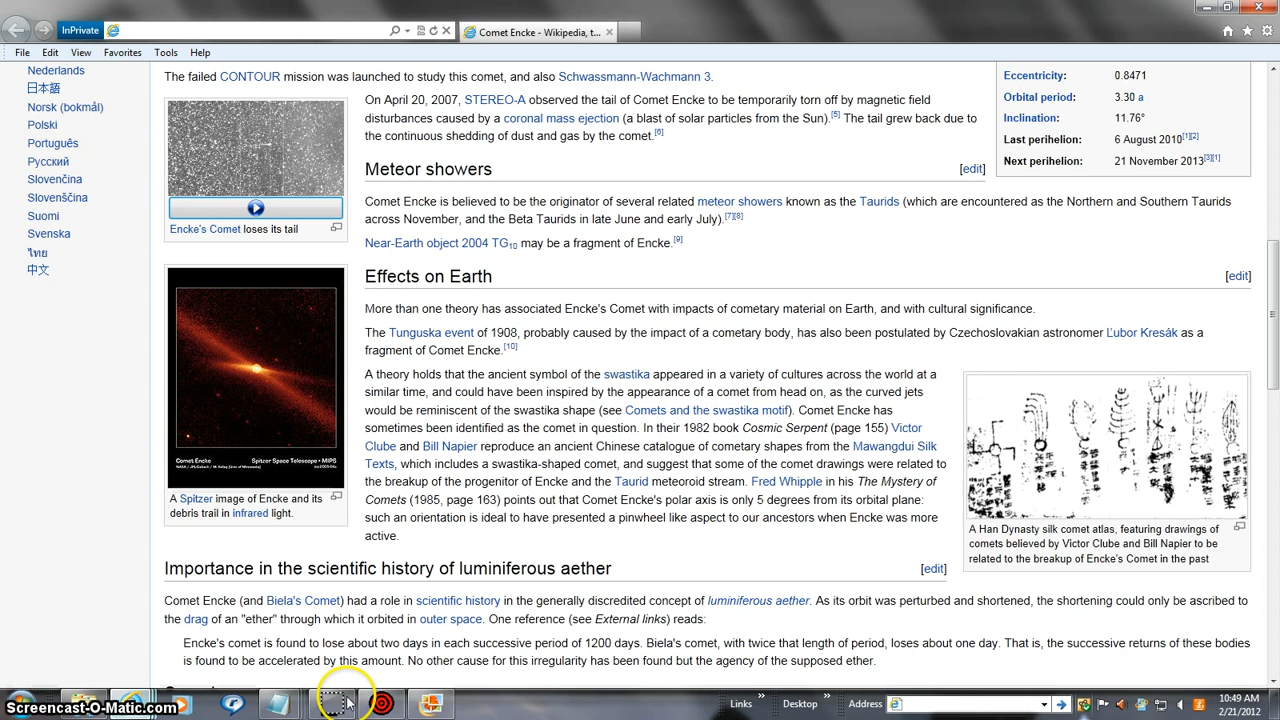 InPrivate
Comet Encke - Wikipedia, t...
File Edit View Favorites Tools Help
Nederlands
日本語
Norsk (bokmål)
Polski
Português
Русский
Slovenčina
Slovenščina
Suomi
Svenska
ไทย
中文
The failed CONTOUR mission was launched to study this comet, and also Schwassmann-Wachmann 3.
On April 20, 2007, STEREO-A observed the tail of Comet Encke to be temporarily torn off by magnetic field
disturbances caused by a coronal mass ejection (a blast of solar particles from the Sun).[5] The tail grew back due to
the continuous shedding of dust and gas by the comet.[6]
Eccentricity: 0.8471
Orbital period: 3.30 a
Inclination: 11.76°
Last perihelion: 6 August 2010[1][2]
Next perihelion: 21 November 2013[3][1]
Encke's Comet loses its tail
Meteor showers [edit]
Comet Encke is believed to be the originator of several related meteor showers known as the Taurids (which are encountered as the Northern and Southern Taurids
across November, and the Beta Taurids in late June and early July).[7][8]
Near-Earth object 2004 TG10 may be a fragment of Encke.[9]
Effects on Earth [edit]
More than one theory has associated Encke's Comet with impacts of cometary material on Earth, and with cultural significance.
The Tunguska event of 1908, probably caused by the impact of a cometary body, has also been postulated by Czechoslovakian astronomer Ľubor Kresák as a
fragment of Comet Encke.[10]
A theory holds that the ancient symbol of the swastika appeared in a variety of cultures across the world at a
similar time, and could have been inspired by the appearance of a comet from head on, as the curved jets
would be reminiscent of the swastika shape (see Comets and the swastika motif). Comet Encke has
sometimes been identified as the comet in question. In their 1982 book Cosmic Serpent (page 155) Victor
Clube and Bill Napier reproduce an ancient Chinese catalogue of cometary shapes from the Mawangdui Silk
Texts, which includes a swastika-shaped comet, and suggest that some of the comet drawings were related to
the breakup of the progenitor of Encke and the Taurid meteoroid stream. Fred Whipple in his The Mystery of
Comets (1985, page 163) points out that Comet Encke's polar axis is only 5 degrees from its orbital plane:
such an orientation is ideal to have presented a pinwheel like aspect to our ancestors when Encke was more
active.
Comet Encke
Spitzer Space Telescope • MIPS
A Spitzer image of Encke and its
debris trail in infrared light.
A Han Dynasty silk comet atlas, featuring drawings of
comets believed by Victor Clube and Bill Napier to be
related to the breakup of Encke's Comet in the past
Importance in the scientific history of luminiferous aether [edit]
Comet Encke (and Biela's Comet) had a role in scientific history in the generally discredited concept of luminiferous aether. As its orbit was perturbed and shortened, the shortening could only be ascribed to
the drag of an "ether" through which it orbited in outer space. One reference (see External links) reads:
Encke's comet is found to lose about two days in each successive period of 1200 days. Biela's comet, with twice that length of period, loses about one day. That is, the successive returns of these bodies
is found to be accelerated by this amount. No other cause for this irregularity has been found but the agency of the supposed ether.
Screencast-O-Matic.com
Links
Desktop
Address
10:49 AM
2/21/2012